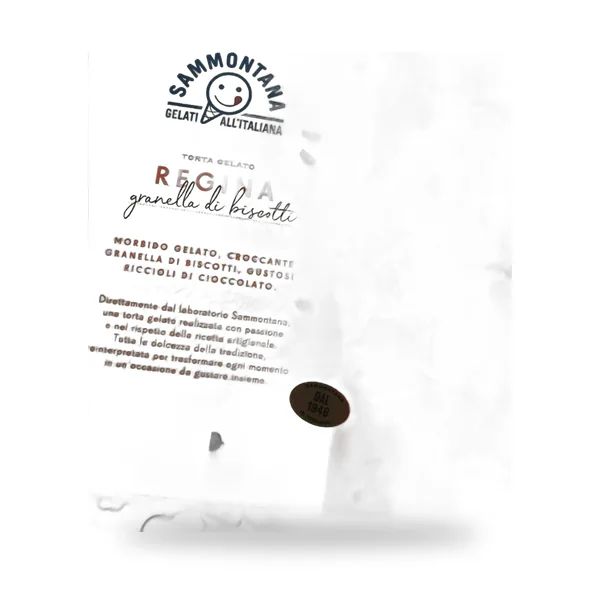 SAMMONTANA
GELATI ALL'ITALIANA
TORTA GELATO
REGINA
granella di biscotti
MORBIDO GELATO, CROCCANTE
GRANELLA DI BISCOTTI, GUSTOSI
RICCIOLI DI CIOCCOLATO.
Direttamente dal laboratorio Sammontana,
una torta gelato realizzata con passione
e nel rispetto della ricetta artigianale.
Tutta la dolcezza della tradizione,
reinterpretata per trasformare ogni momento
in un'occasione da gustare insieme.
DAL
1948